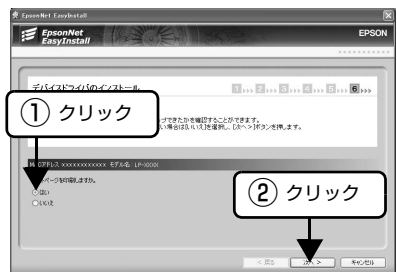 EpsonNet EasyInstall
EpsonNet
EasyInstall
EPSON
デバイスドライバのインストール
1 2 3 4 5 6
① クリック
できたかを確認することができます。
い場合は[いいえ]を選択し、[次へ >]ボタンを押します。
MACアドレス xxxxxxxxxxxx モデル名: LP-XXXX
ページを印刷しますか。
はい
いいえ
② クリック
< 戻る
次へ >
キャンセル